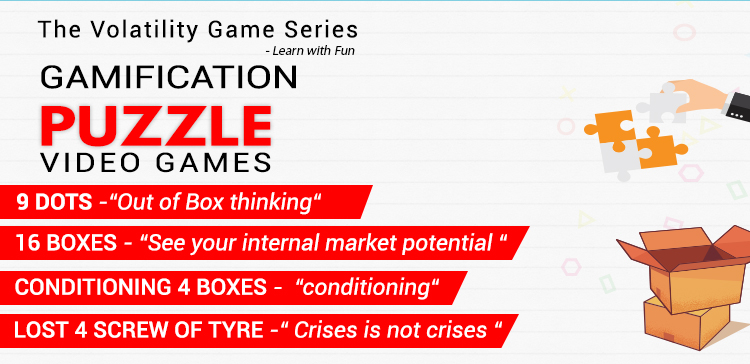 The Volatility Game Series
- Learn with Fun
GAMIFICATION
PUZZLE
VIDEO GAMES
9 DOTS -“Out of Box thinking“
16 BOXES - “See your internal market potential “
CONDITIONING 4 BOXES - “conditioning“
LOST 4 SCREW OF TYRE -“ Crises is not crises “